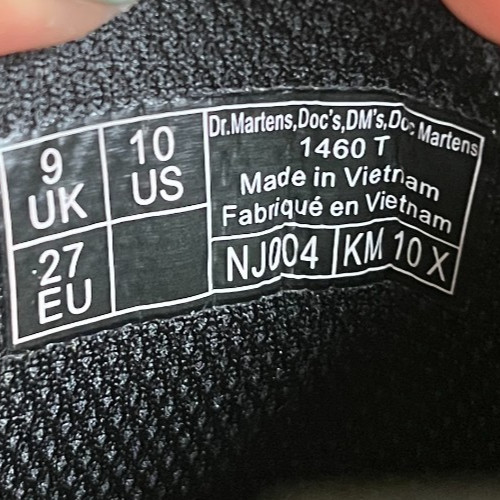 9 UK
10 US
27 EU
Dr.Martens,Doc's,DM's,Doc Martens
1460 T
Made in Vietnam
Fabriqué en Vietnam
NJ004
KM 10 X